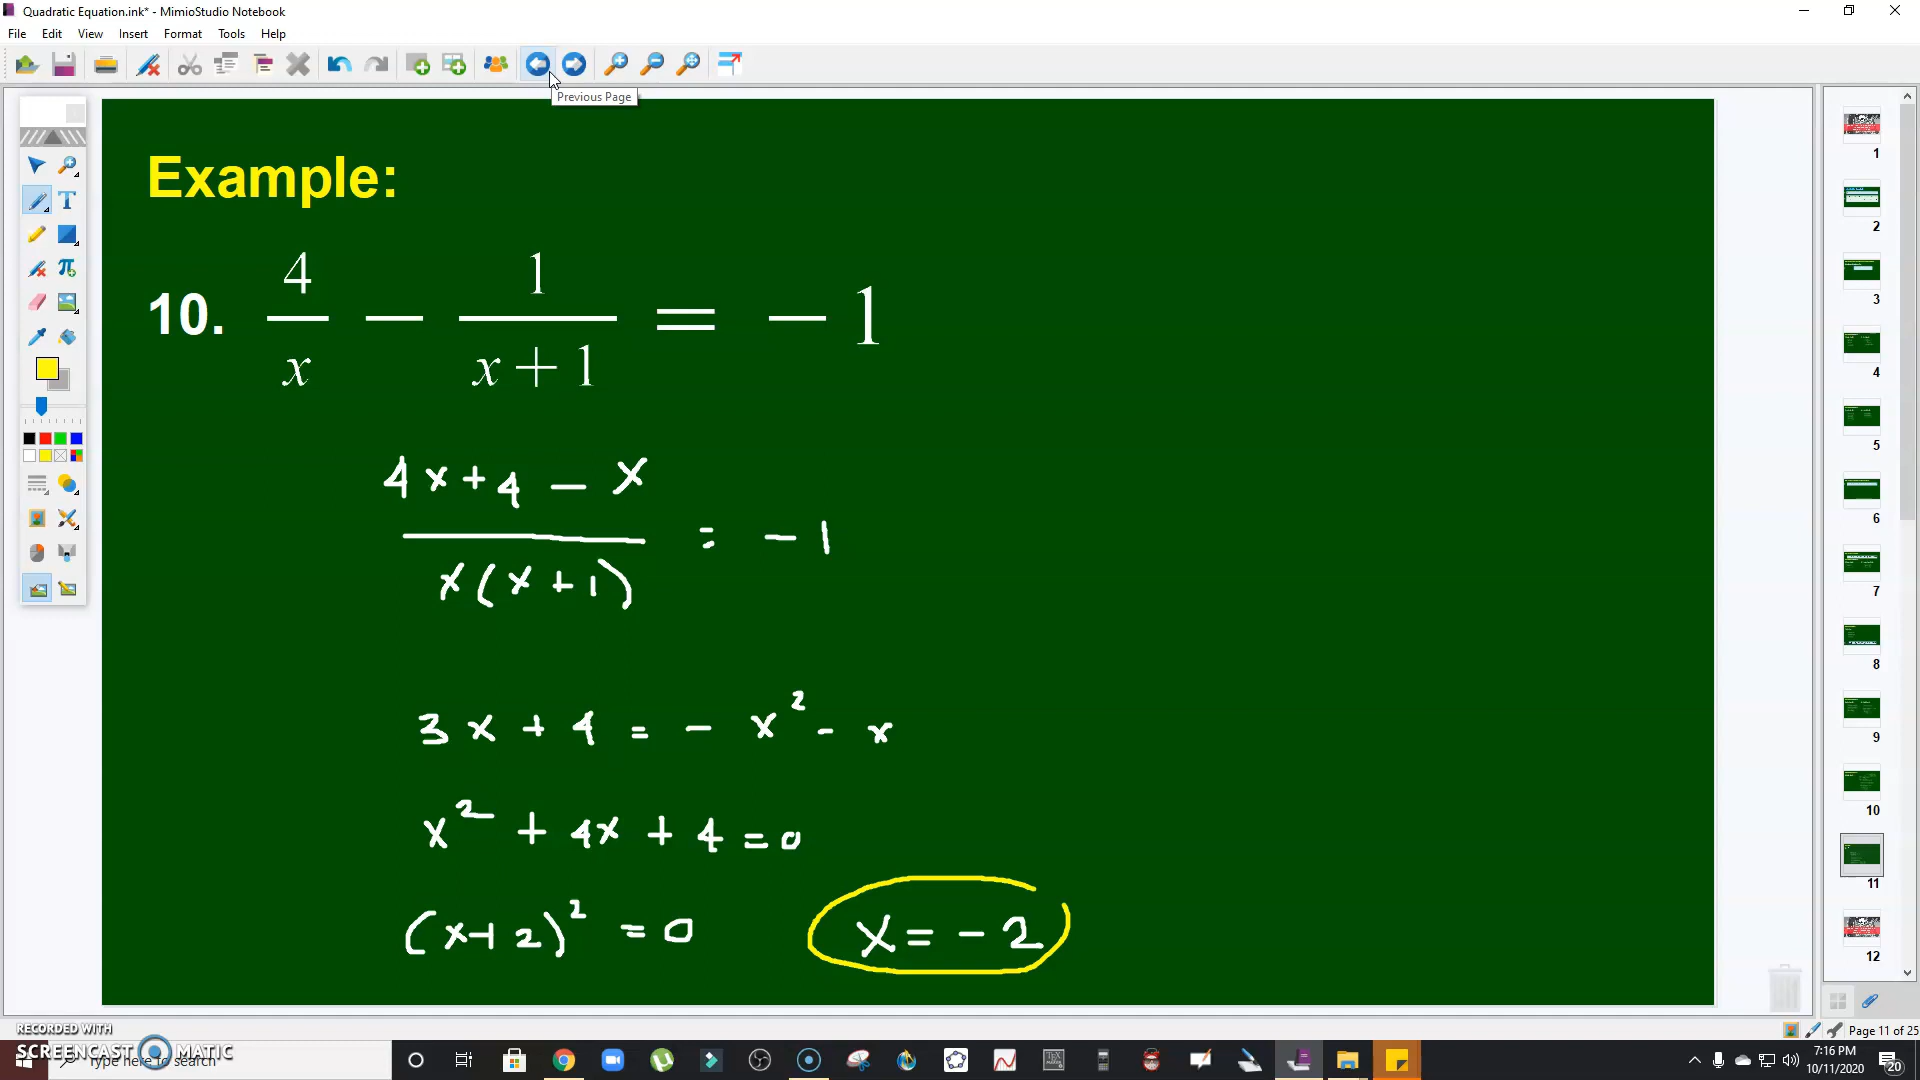 Quadratic Equation.ink* - MimioStudio Notebook
File Edit View Insert Format Tools Help
Previous Page
Example:
10. 4/x − 1/(x + 1) = − 1
4x+4 − x
x(x+1)
= -1
3x + 4 = - x² - x
x² + 4x + 4 = 0
(x+2)² = 0
x = -2
1
2
3
4
5
6
7
8
9
10
11
12
Page 11 of 25
RECORDED WITH
SCREENCAST MATIC
Type here to search
7:16 PM
10/11/2020
20